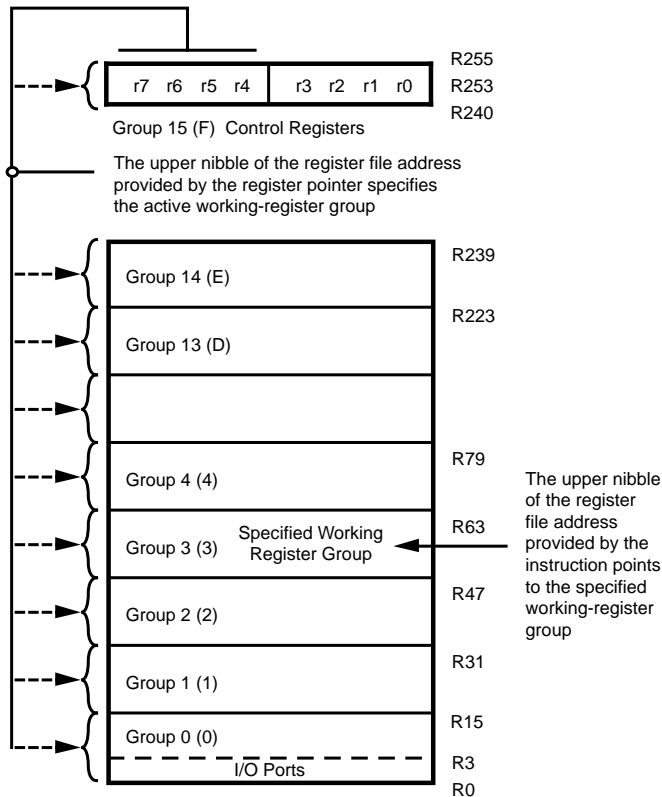 R255
r7 r6 r5 r4 r3 r2 r1 r0
R253
R240
Group 15 (F) Control Registers
The upper nibble of the register file address
provided by the register pointer specifies
the active working-register group
R239
Group 14 (E)
R223
Group 13 (D)
R79
Group 4 (4)
R63
Group 3 (3)
Specified Working
Register Group
The upper nibble
of the register
file address
provided by the
instruction points
to the specified
working-register
group
R47
Group 2 (2)
R31
Group 1 (1)
R15
Group 0 (0)
R3
I/O Ports
R0